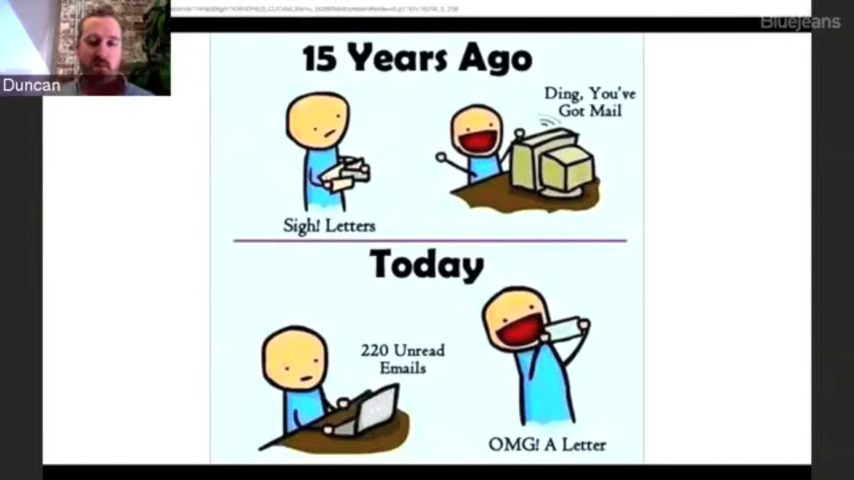 BlueJeans
Duncan
15 Years Ago
Ding, You've
Got Mail
Sigh! Letters
Today
220 Unread
Emails
OMG! A Letter